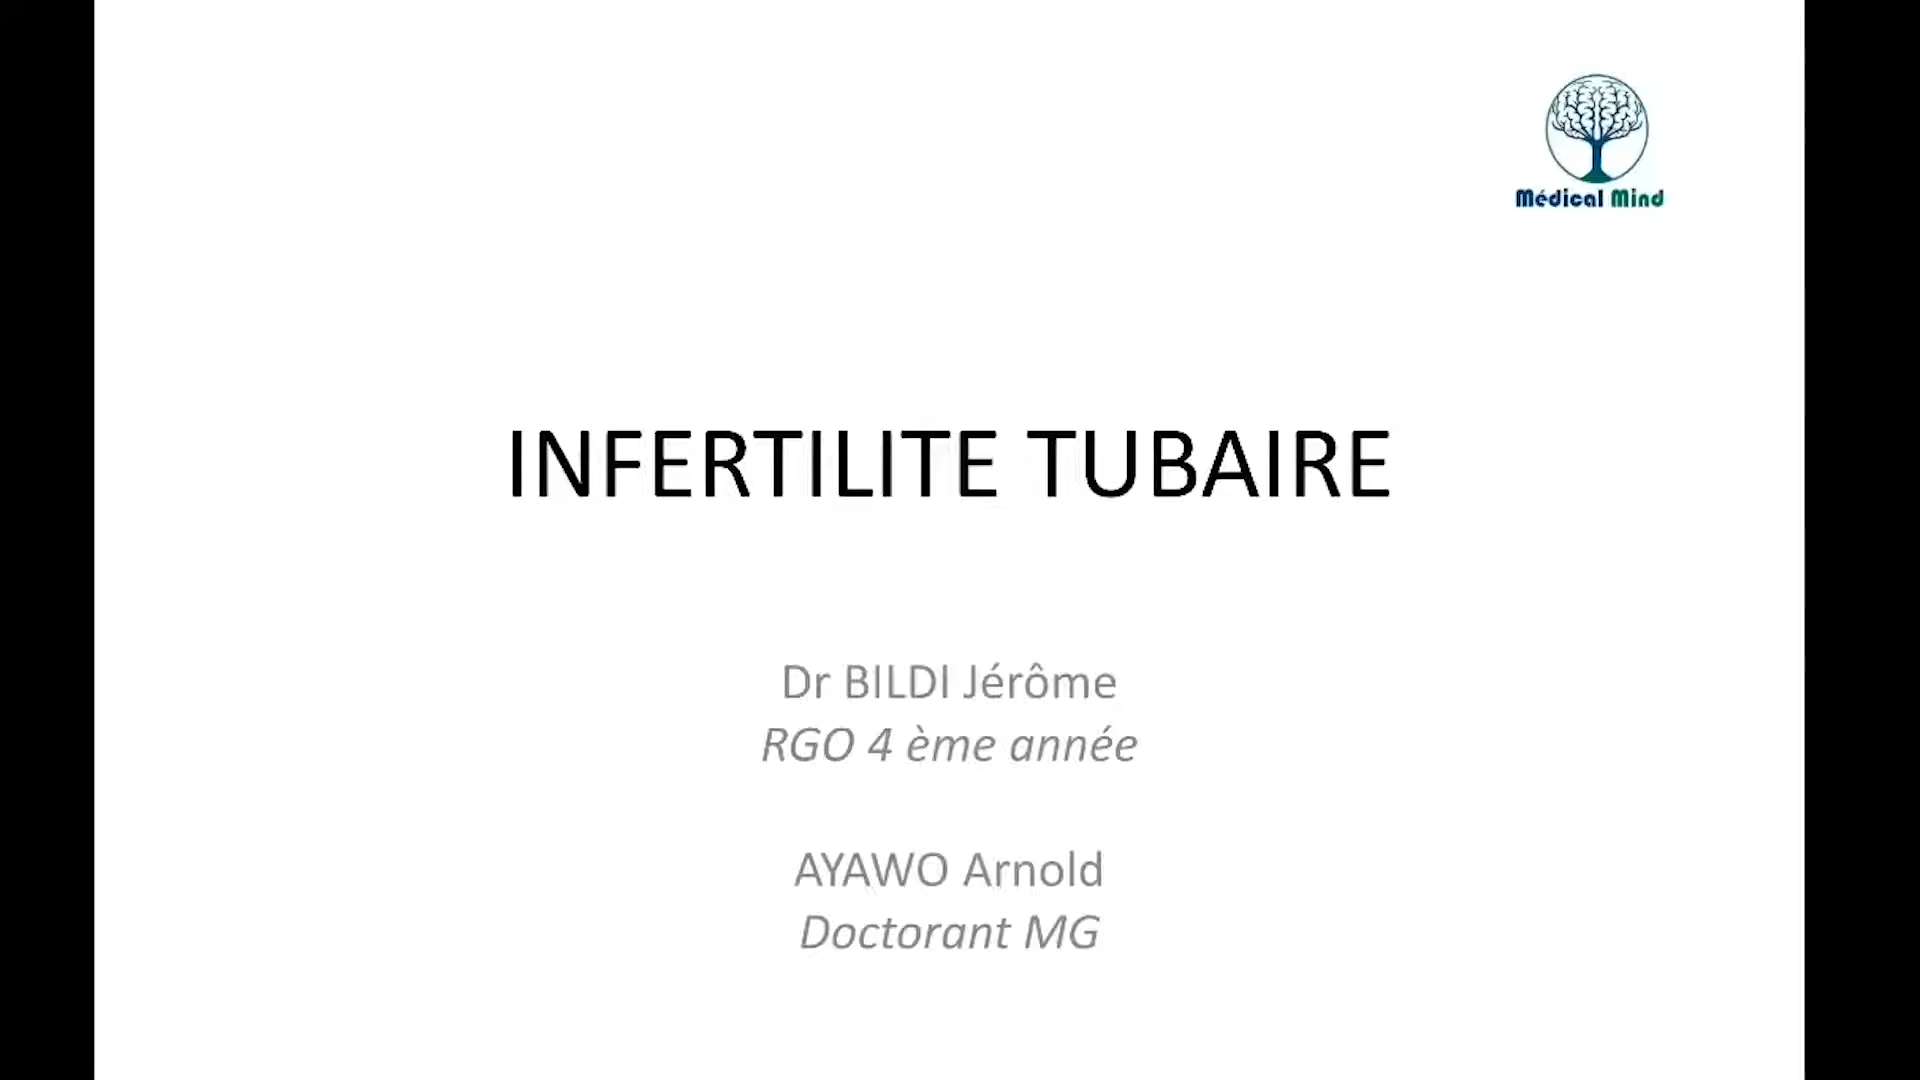 Médical Mind
INFERTILITE TUBAIRE
Dr BILDI Jérôme
RGO 4 ème année
AYAWO Arnold
Doctorant MG